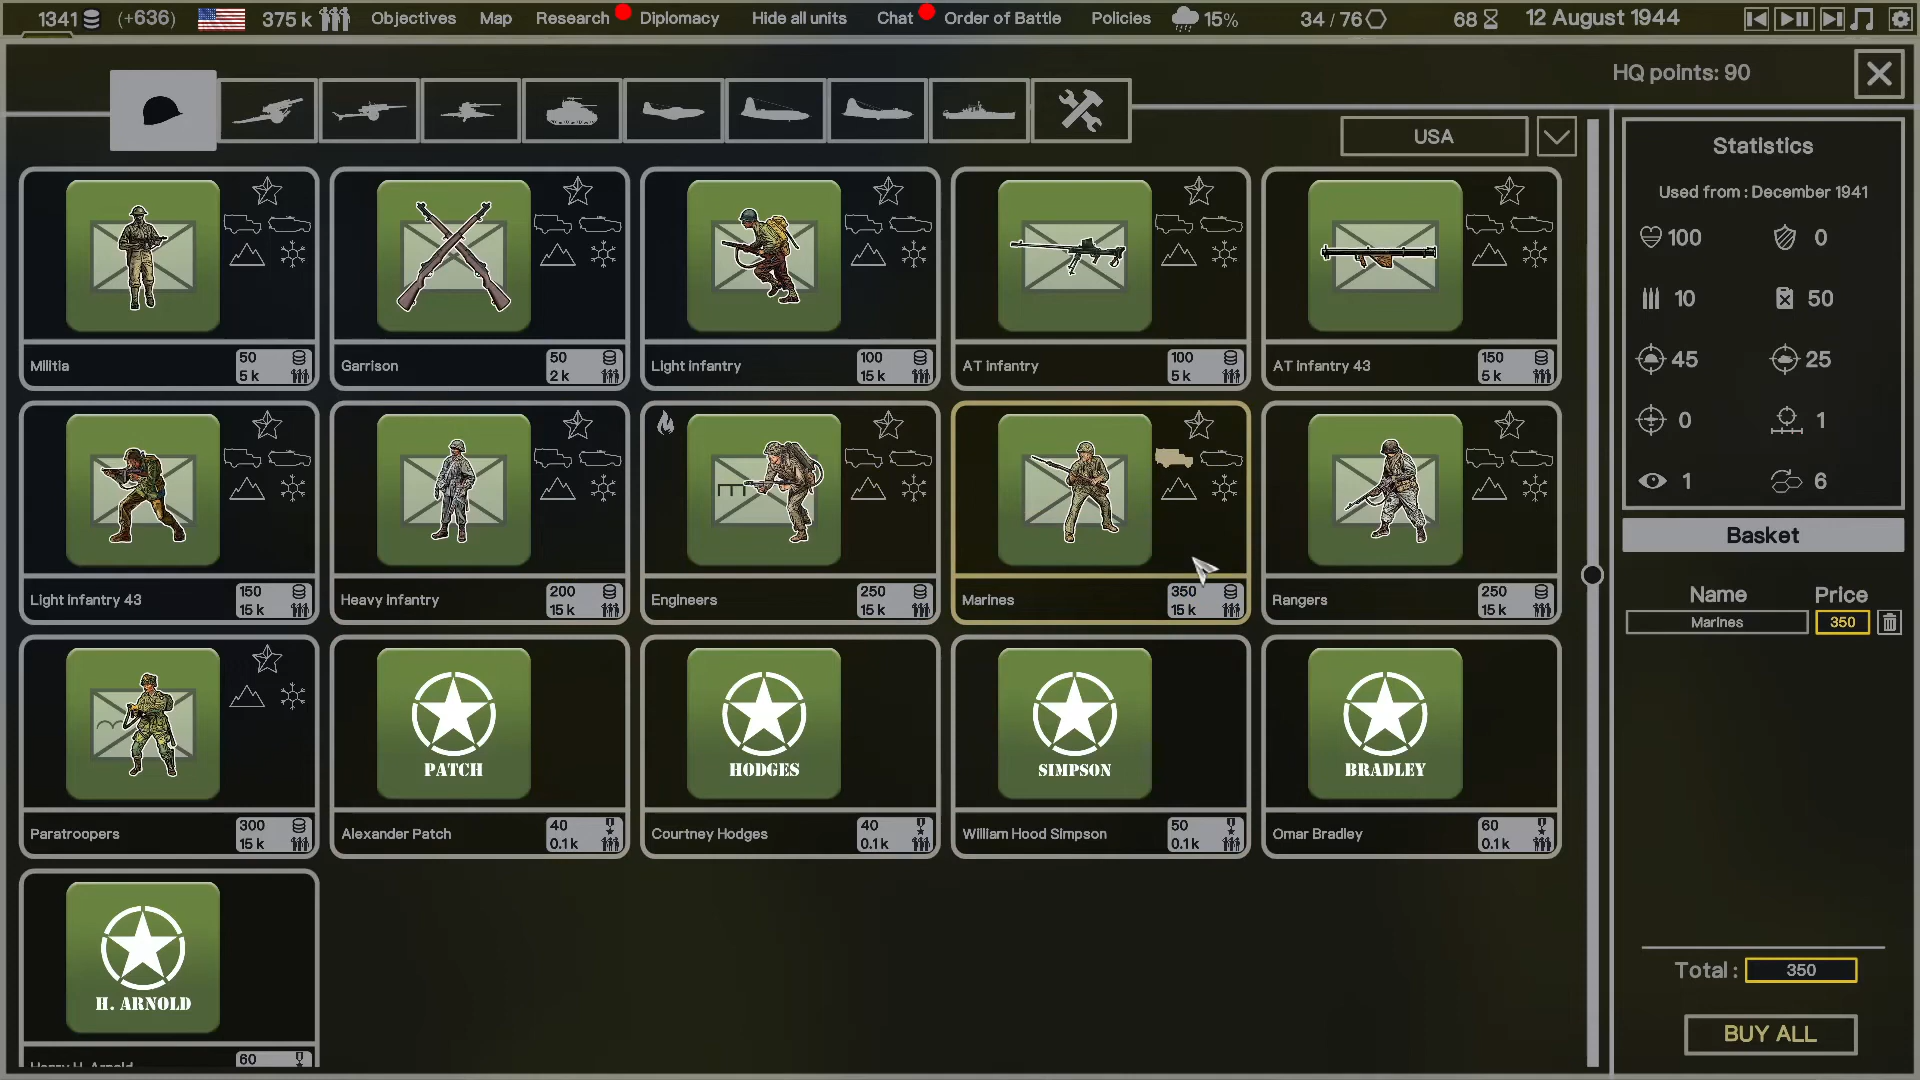 1341 (+636) 375 k Objectives Map Research Diplomacy Hide all units Chat Order of Battle Policies 15% 34 / 76 68 12 August 1944
HQ points: 90
USA
Statistics
Used from : December 1941
100 0
10 50
45 25
0 1
1 6
Militia 50 5 k
Garrison 50 2 k
Light infantry 100 15 k
AT infantry 100 5 k
AT infantry 43 150 5 k
Light infantry 43 150 15 k
Heavy infantry 200 15 k
Engineers 250 15 k
Marines 350 15 k
Rangers 250 15 k
Basket
Name Price
Marines 350
PATCH
HODGES
SIMPSON
BRADLEY
Paratroopers 300 15 k
Alexander Patch 40 0.1 k
Courtney Hodges 40 0.1 k
William Hood Simpson 50 0.1 k
Omar Bradley 60 0.1 k
H. ARNOLD
60
Total : 350
BUY ALL